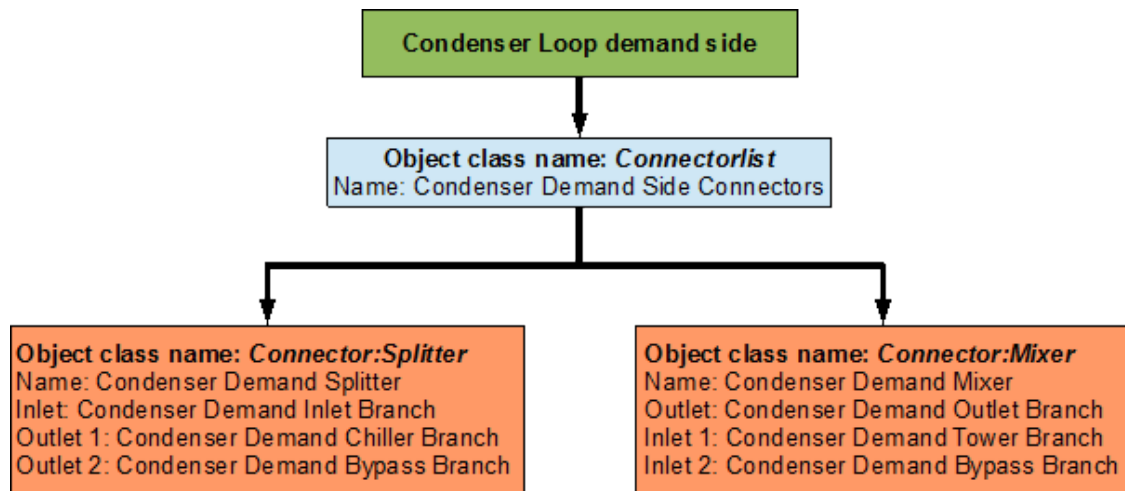 Condenser Loop demand side
Object class name: Connectorlist
Name: Condenser Demand Side Connectors
Object class name: Connector:Splitter
Name: Condenser Demand Splitter
Inlet: Condenser Demand Inlet Branch
Outlet 1: Condenser Demand Chiller Branch
Outlet 2: Condenser Demand Bypass Branch
Object class name: Connector:Mixer
Name: Condenser Demand Mixer
Outlet: Condenser Demand Outlet Branch
Inlet 1: Condenser Demand Tower Branch
Inlet 2: Condenser Demand Bypass Branch